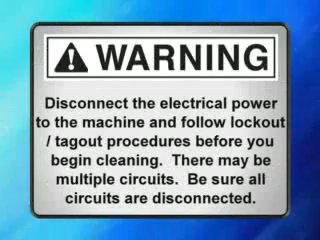 WARNING
Disconnect the electrical power
to the machine and follow lockout
/ tagout procedures before you
begin cleaning.  There may be
multiple circuits.  Be sure all
circuits are disconnected.